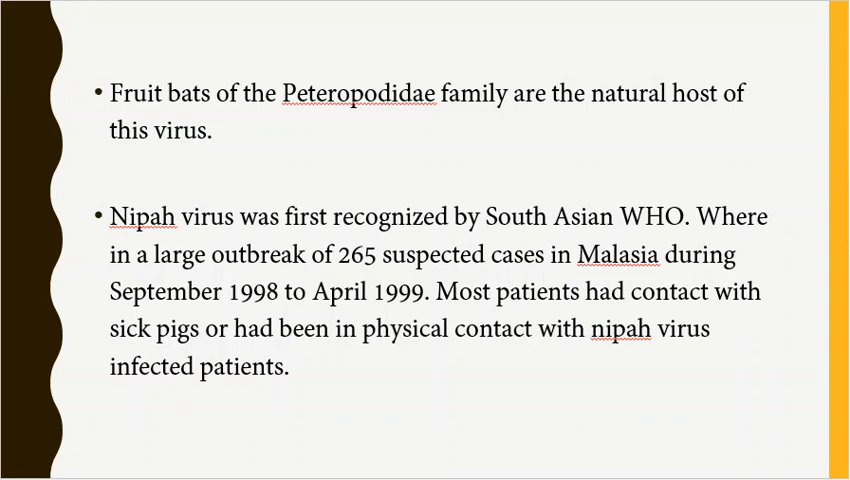 • Fruit bats of the Peteropodidae family are the natural host of
this virus.
• Nipah virus was first recognized by South Asian WHO. Where
in a large outbreak of 265 suspected cases in Malasia during
September 1998 to April 1999. Most patients had contact with
sick pigs or had been in physical contact with nipah virus
infected patients.